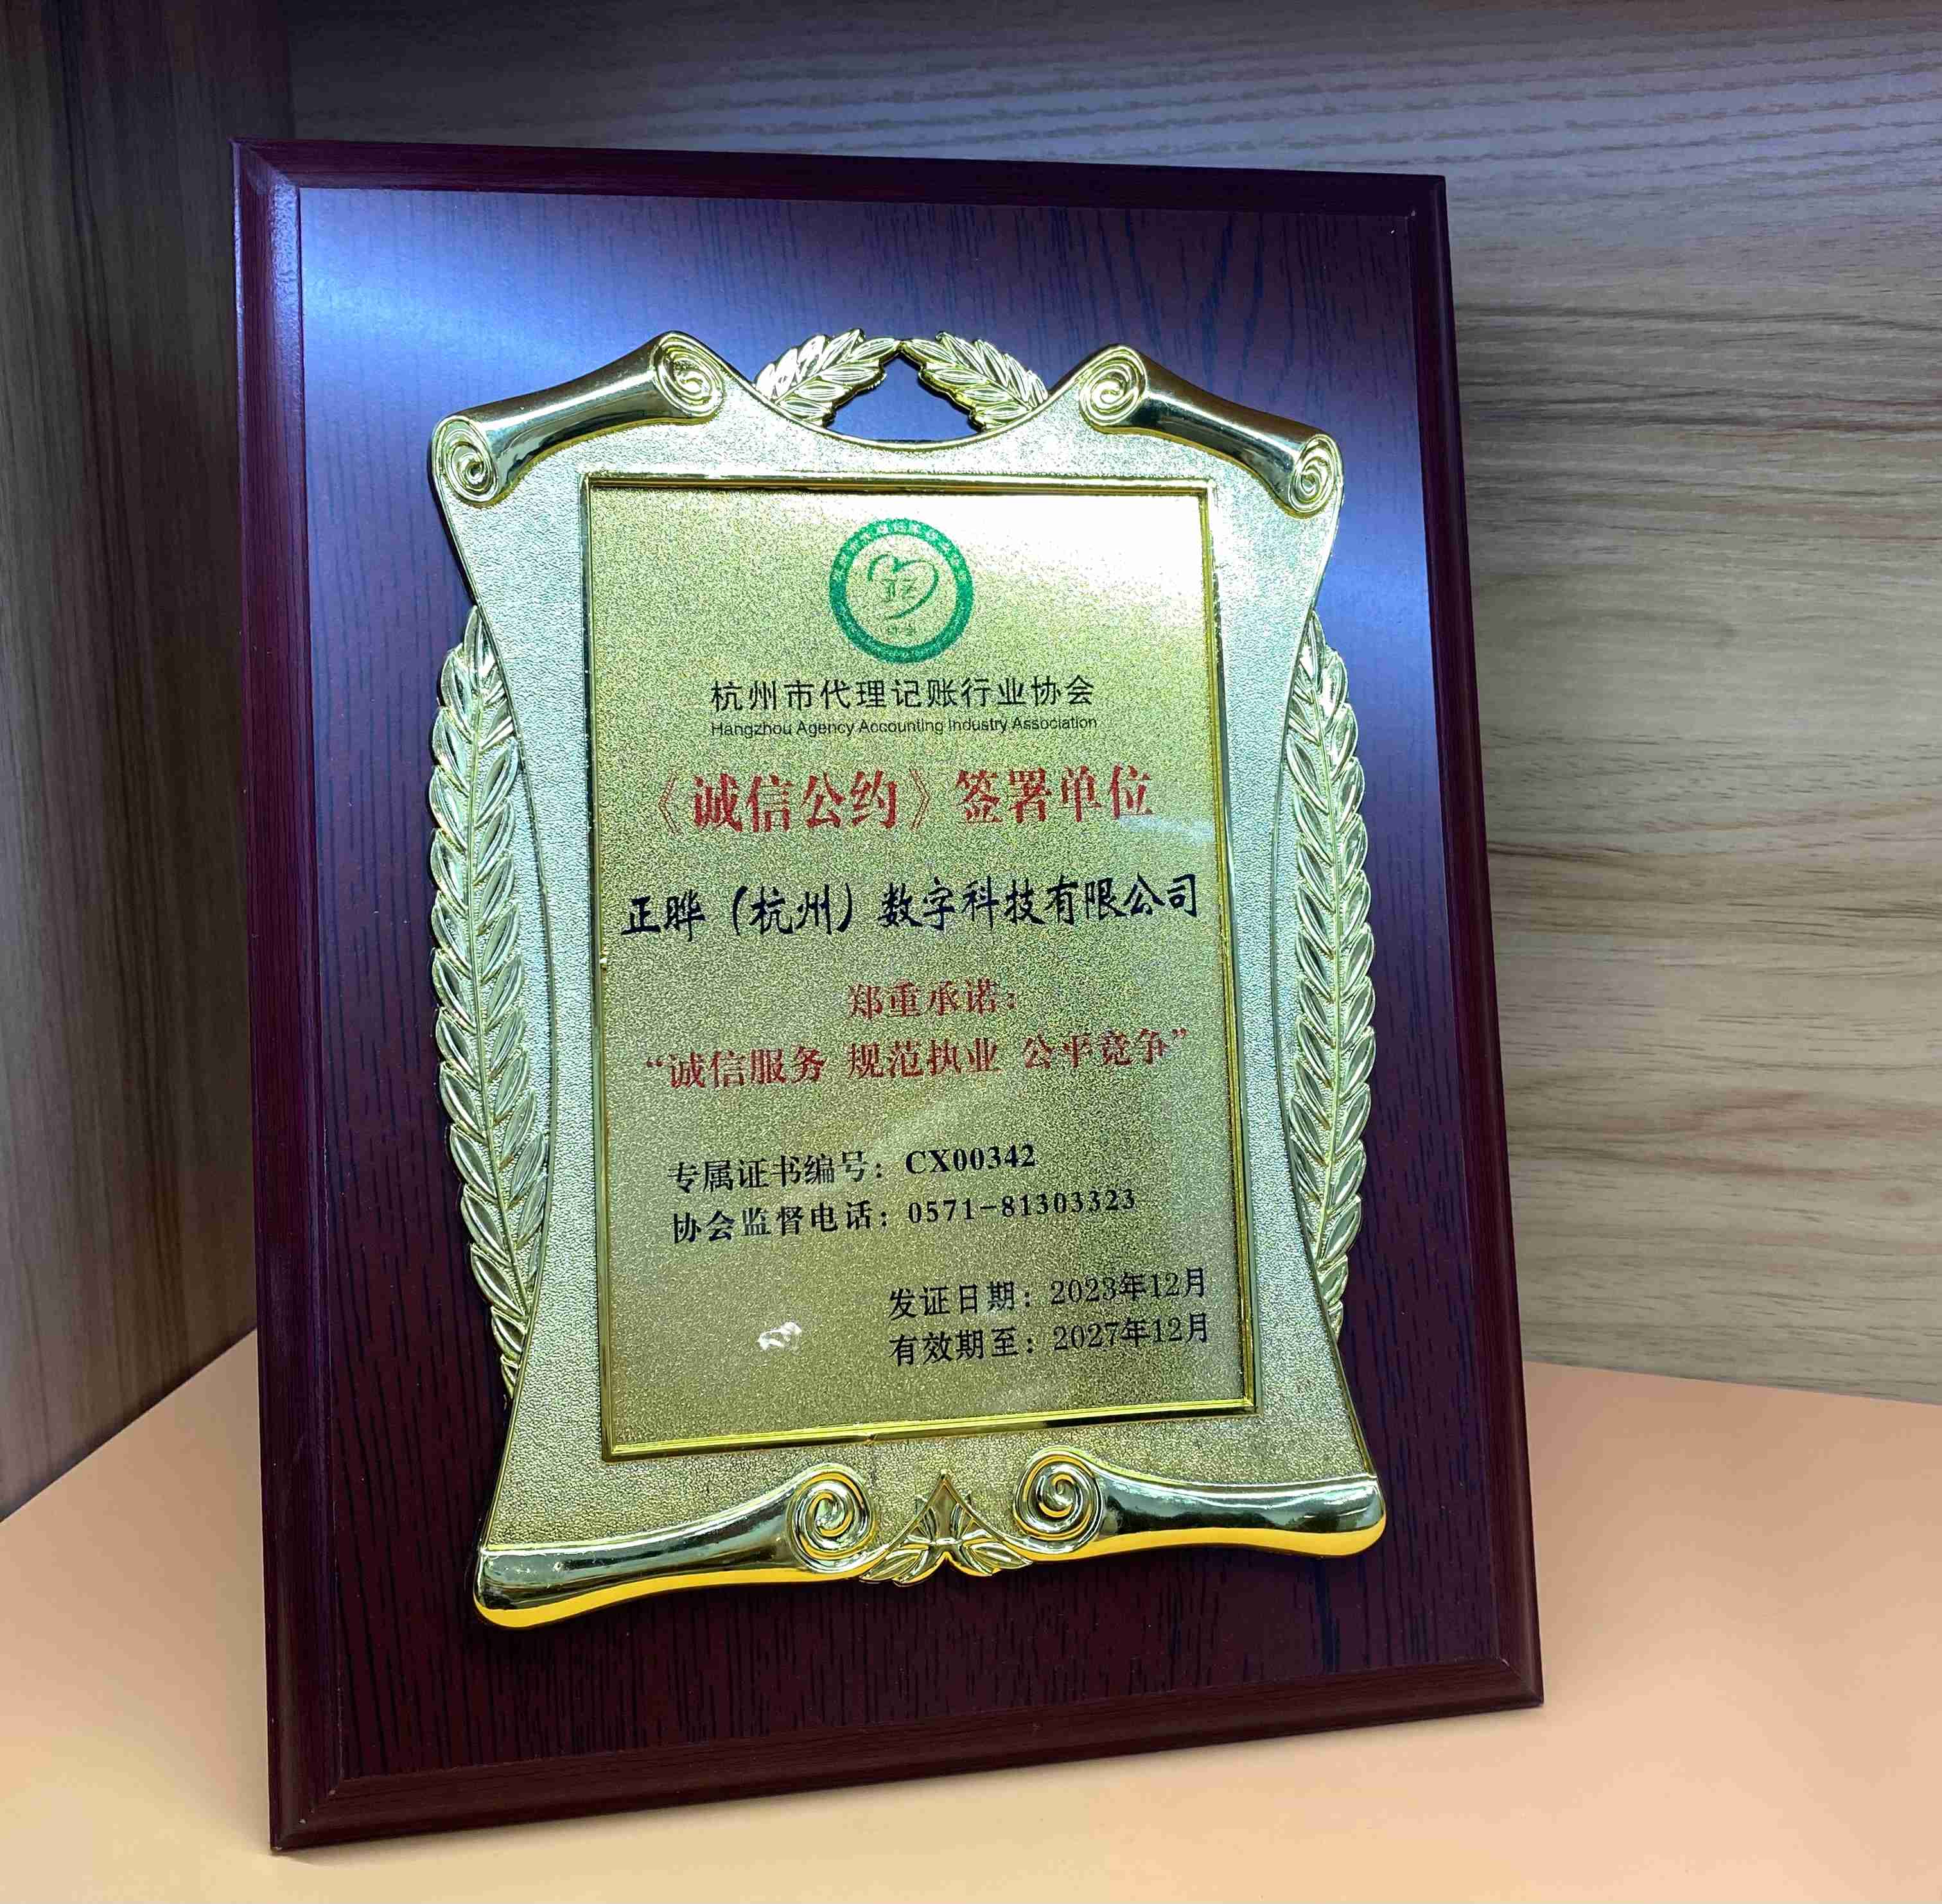 杭州市代理记账行业协会
Hangzhou Agency Accounting Industry Association
《诚信公约》签署单位
正晔（杭州）数字科技有限公司
郑重承诺：
“诚信服务 规范执业 公平竞争”
专属证书编号：CX00342
协会监督电话：0571-81303323
发证日期：2023年12月
有效期至：2027年12月